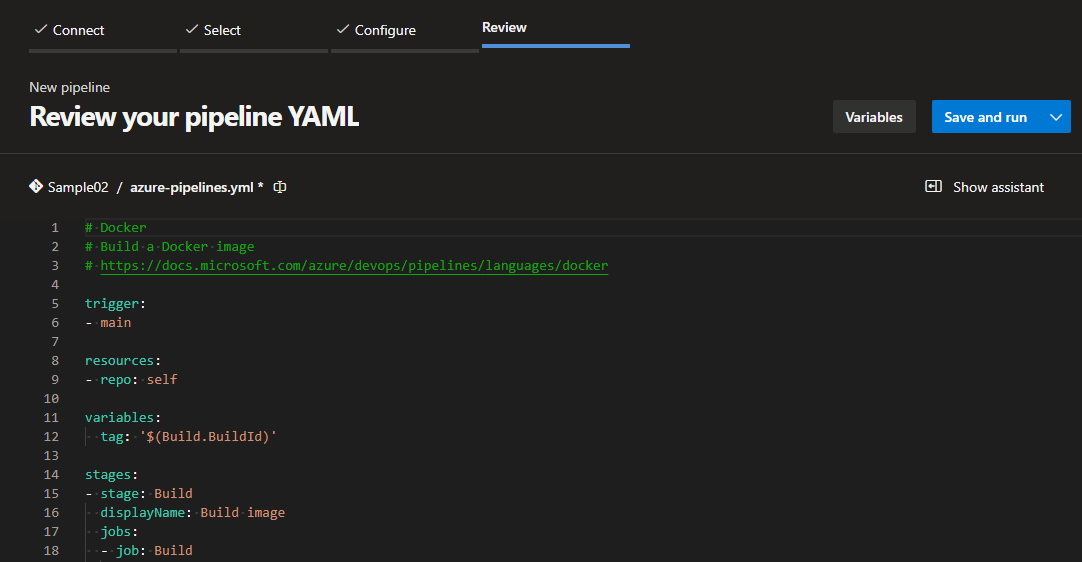 Connect Select Configure Review
New pipeline
Review your pipeline YAML
Variables Save and run
Sample02 / azure-pipelines.yml *
Show assistant
1 # Docker
2 # Build a Docker image
3 # https://docs.microsoft.com/azure/devops/pipelines/languages/docker
4
5 trigger:
6 - main
7
8 resources:
9 - repo: self
10
11 variables:
12   tag: '$(Build.BuildId)'
13
14 stages:
15 - stage: Build
16   displayName: Build image
17   jobs:
18   - job: Build